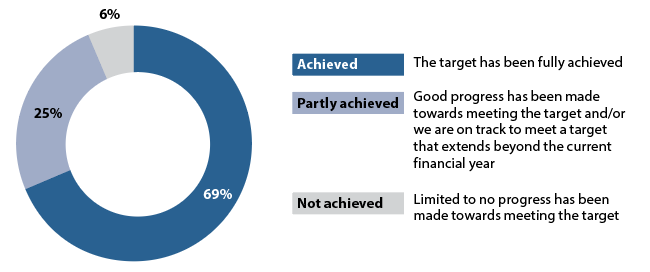 6%
25%
69%
Achieved
The target has been fully achieved
Partly achieved
Good progress has been made
towards meeting the target and/or
we are on track to meet a target
that extends beyond the current
financial year
Not achieved
Limited to no progress has been
made towards meeting the target